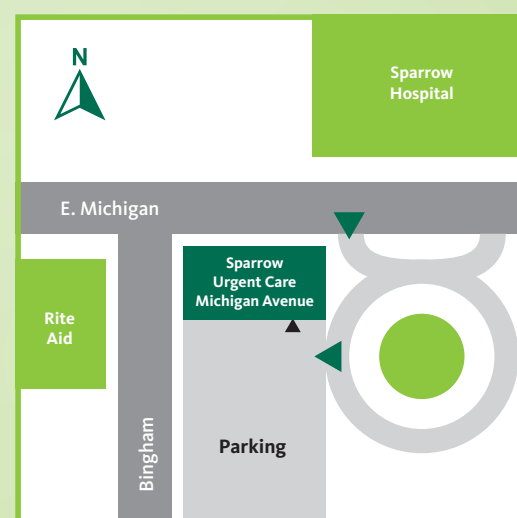 N
Sparrow
Hospital
E. Michigan
Sparrow
Urgent Care
Michigan Avenue
Rite
Aid
Parking
Bingham